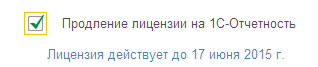 Продление лицензии на 1С-Отчетность
Лицензия действует до 17 июня 2015 г.